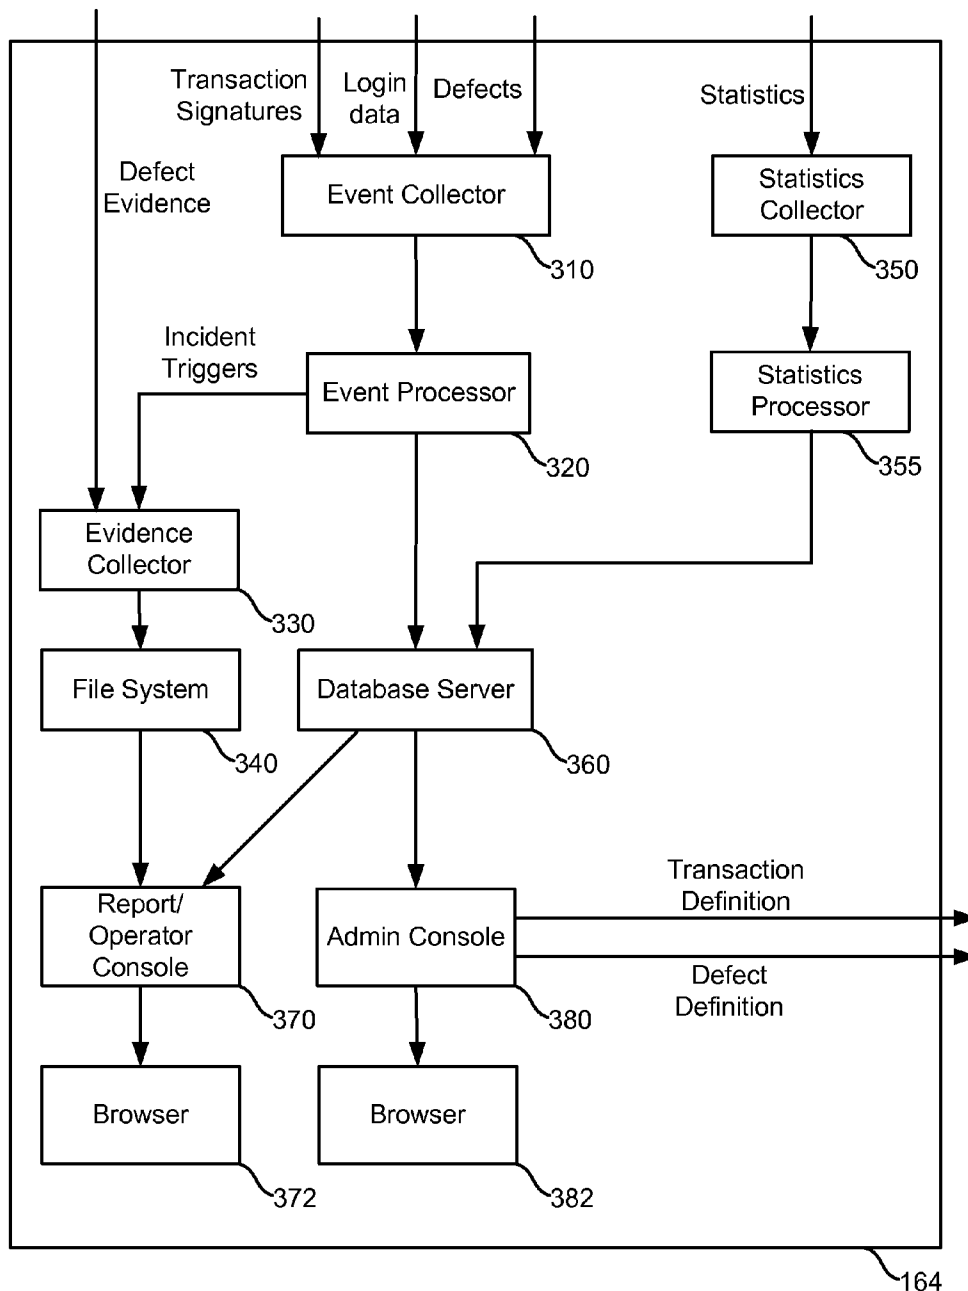 Transaction
Signatures
Login
data
Defects
Statistics
Defect
Evidence
Event Collector
310
Statistics
Collector
350
Incident
Triggers
Event Processor
320
Statistics
Processor
355
Evidence
Collector
330
File System
340
Database Server
360
Report/
Operator
Console
370
Admin Console
380
Transaction
Definition
Defect
Definition
Browser
372
Browser
382
164